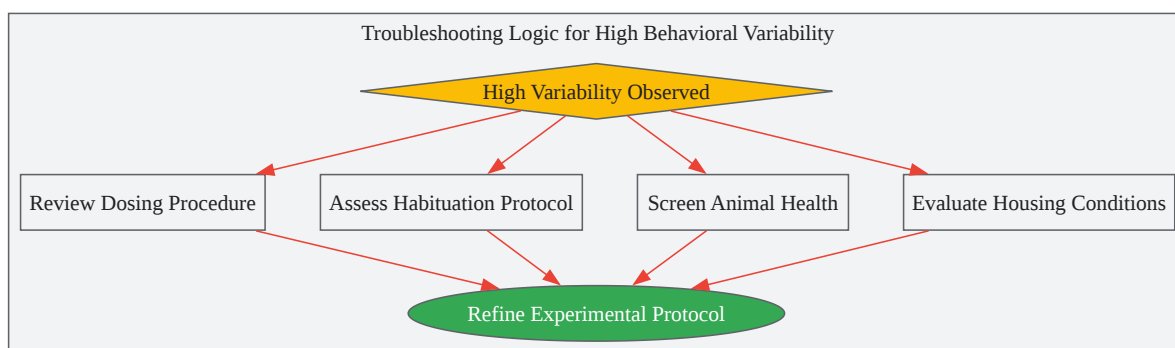 Troubleshooting Logic for High Behavioral Variability
High Variability Observed
Review Dosing Procedure
Assess Habituation Protocol
Screen Animal Health
Evaluate Housing Conditions
Refine Experimental Protocol